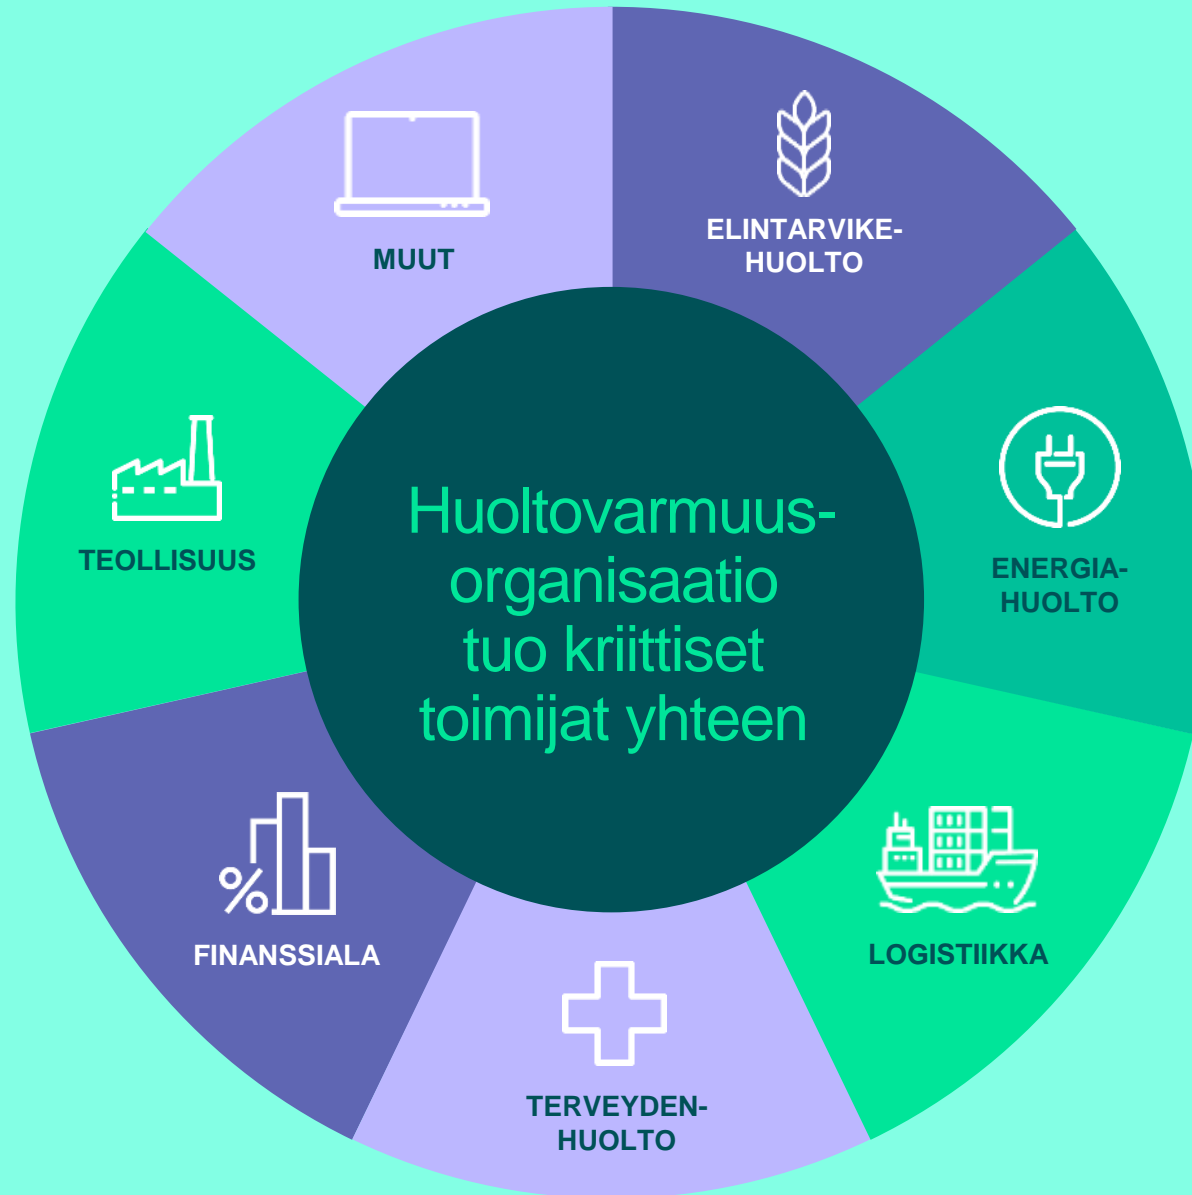 MUUT
ELINTARVIKE-
HUOLTO
TEOLLISUUS
Huoltovarmuus-
organisaatio
tuo kriittiset
toimijat yhteen
ENERGIA-
HUOLTO
FINANSSIALA
LOGISTIIKKA
TERVEYDEN-
HUOLTO